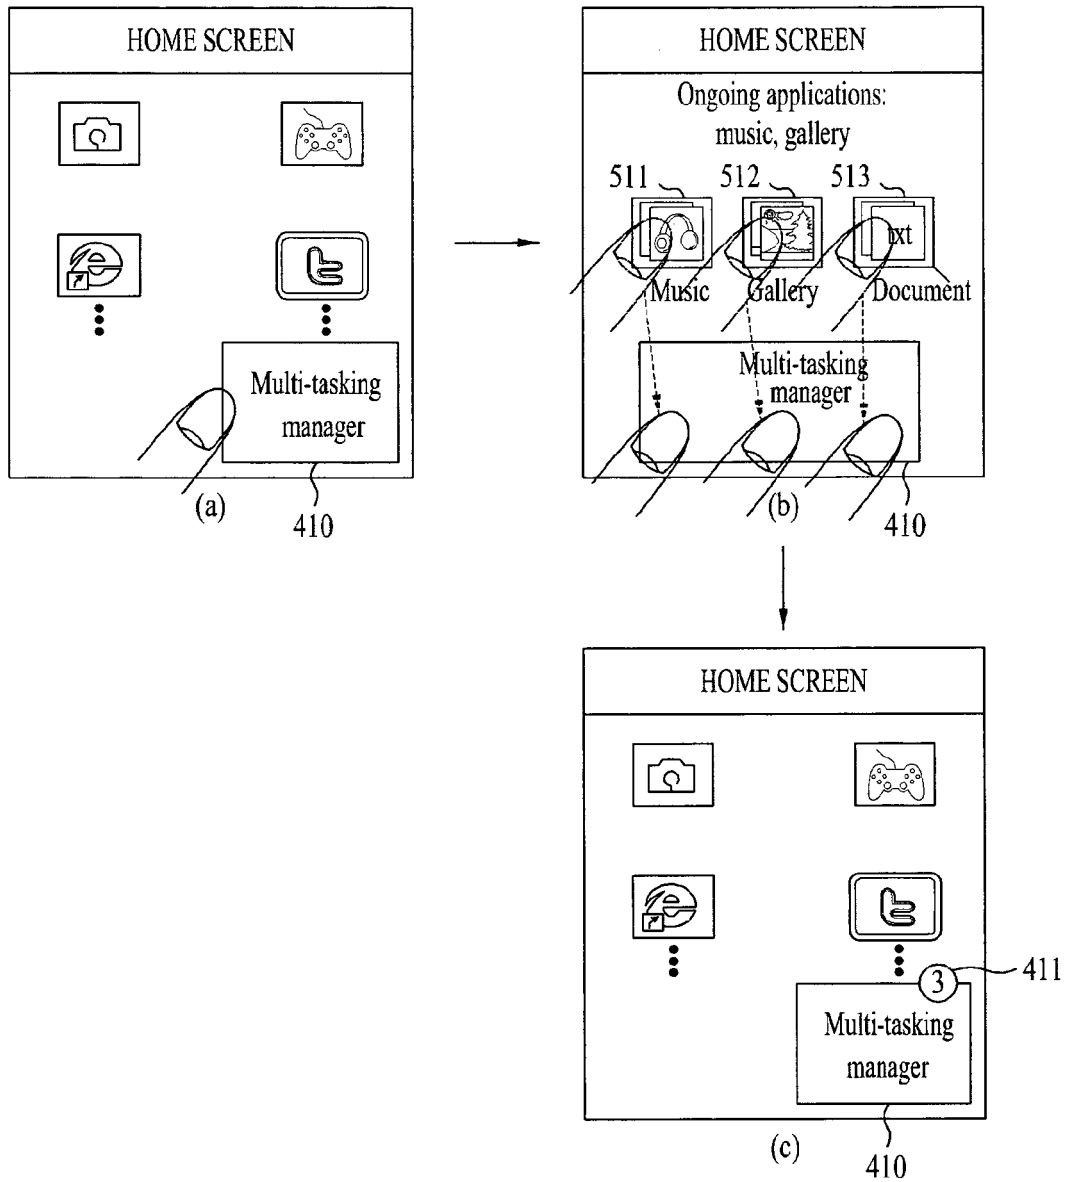 HOME SCREEN
Multi-tasking
manager
(a)
410
HOME SCREEN
Ongoing applications:
music, gallery
511
512
513
txt
Music
Gallery
Document
Multi-tasking
manager
(b)
410
HOME SCREEN
3
411
Multi-tasking
manager
(c)
410